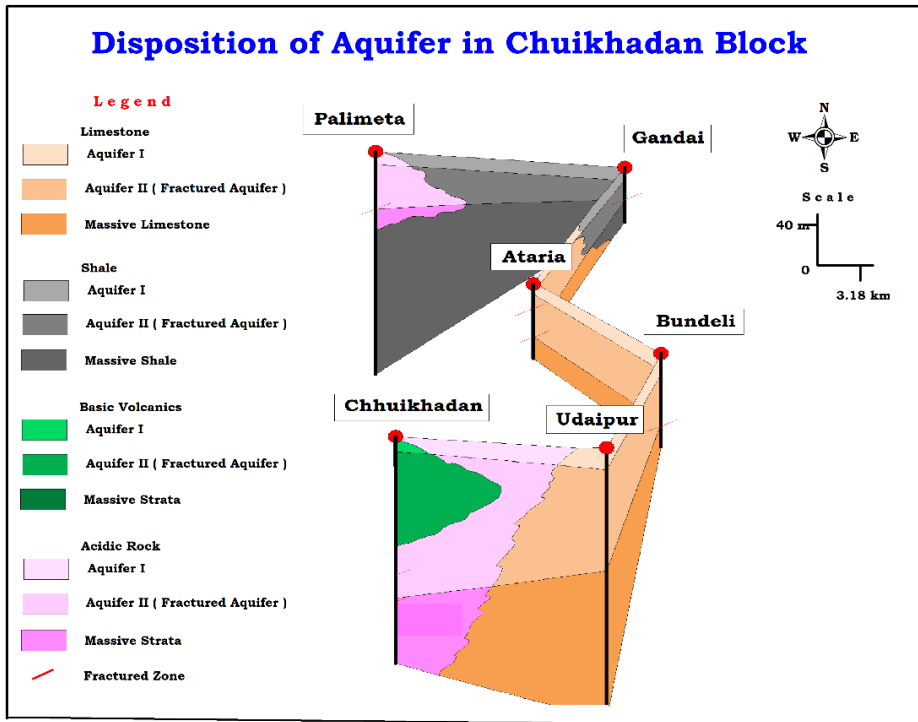 Disposition of Aquifer in Chuikhadan Block
Legend
Limestone
Aquifer I
Aquifer II ( Fractured Aquifer )
Massive Limestone
Shale
Aquifer I
Aquifer II ( Fractured Aquifer )
Massive Shale
Basic Volcanics
Aquifer I
Aquifer II ( Fractured Aquifer )
Massive Strata
Acidic Rock
Aquifer I
Aquifer II ( Fractured Aquifer )
Massive Strata
Fractured Zone
Palimeta
Gandai
Ataria
Bundeli
Chhuikhadan
Udaipur
N
W E
S
Scale
40 m
0
3.18 km